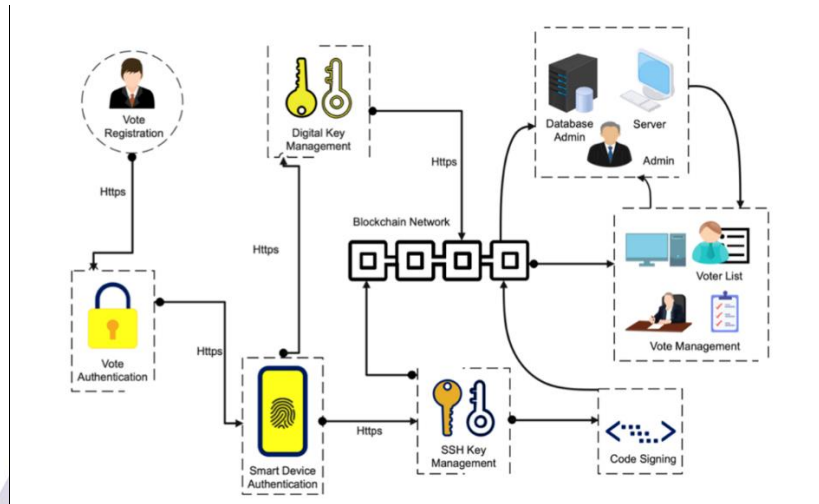 Vote
Registration
Https
Vote
Authentication
Https
Smart Device
Authentication
Https
Digital Key
Management
Https
Blockchain Network
Https
SSH Key
Management
Code Signing
Database
Admin
Server
Admin
Voter List
Vote Management